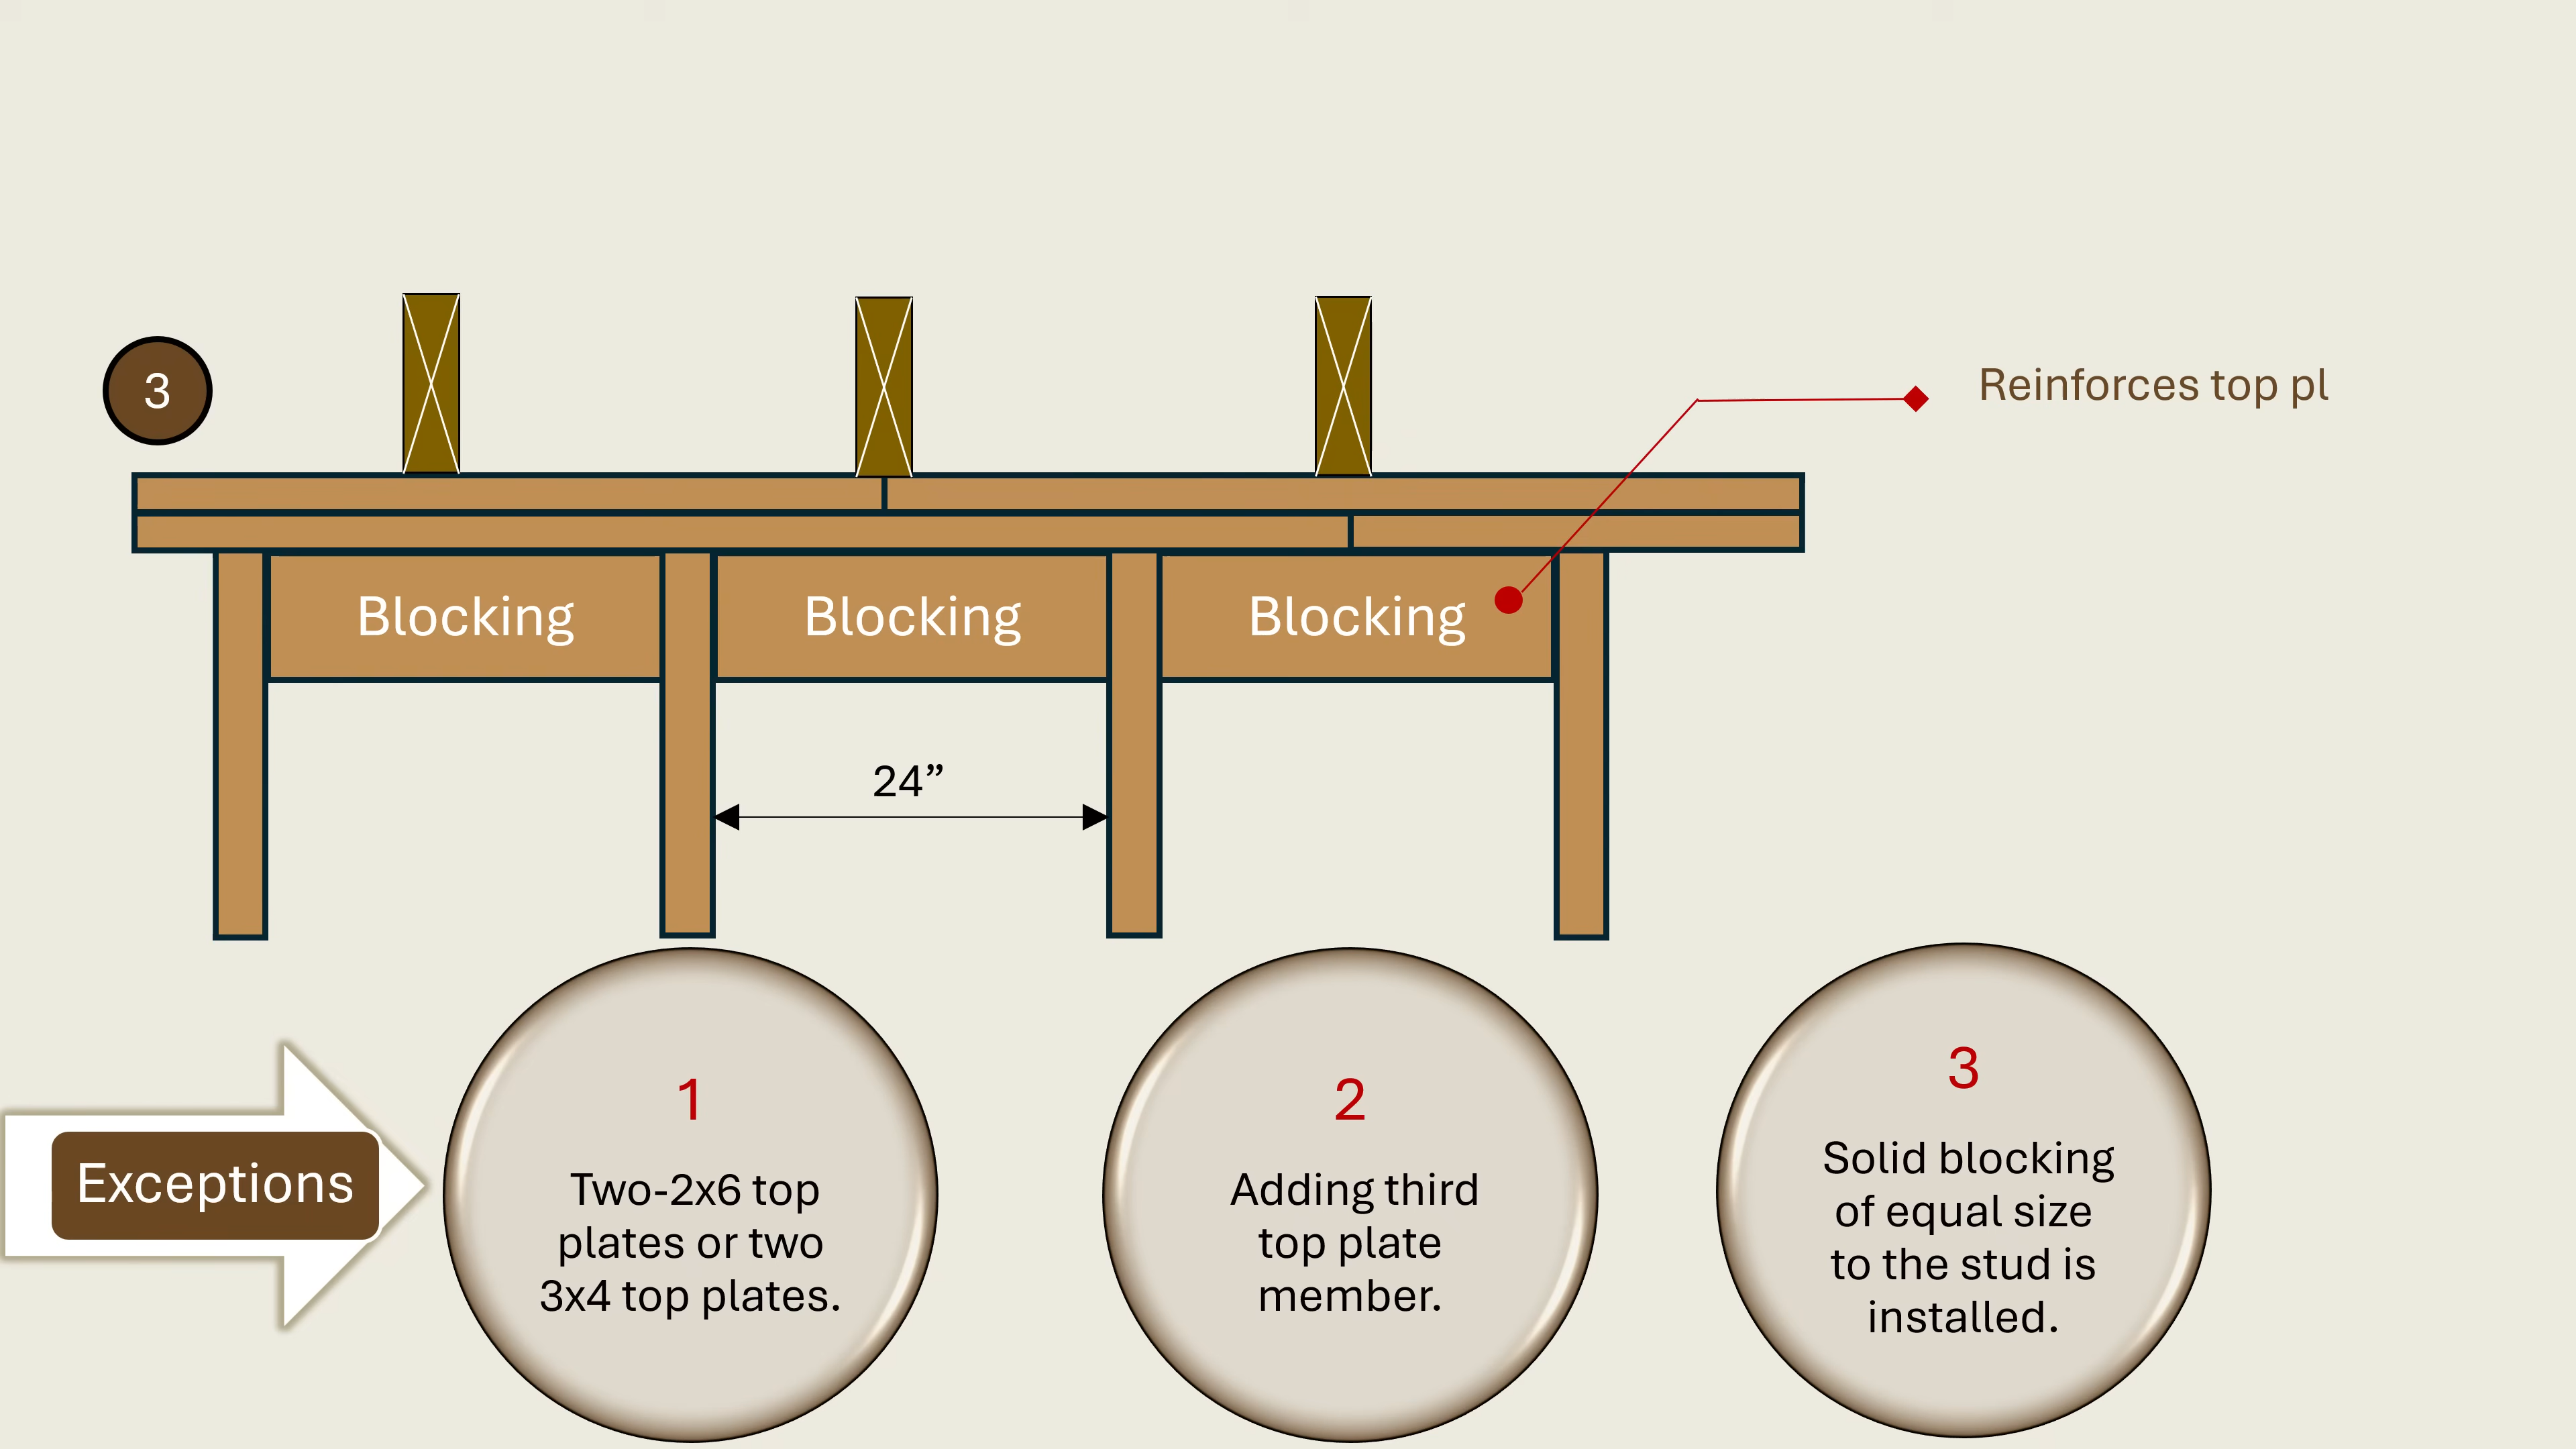 3
Reinforces top pl
Blocking
Blocking
Blocking
24”
Exceptions
1
Two-2x6 top
plates or two
3x4 top plates.
2
Adding third
top plate
member.
3
Solid blocking
of equal size
to the stud is
installed.